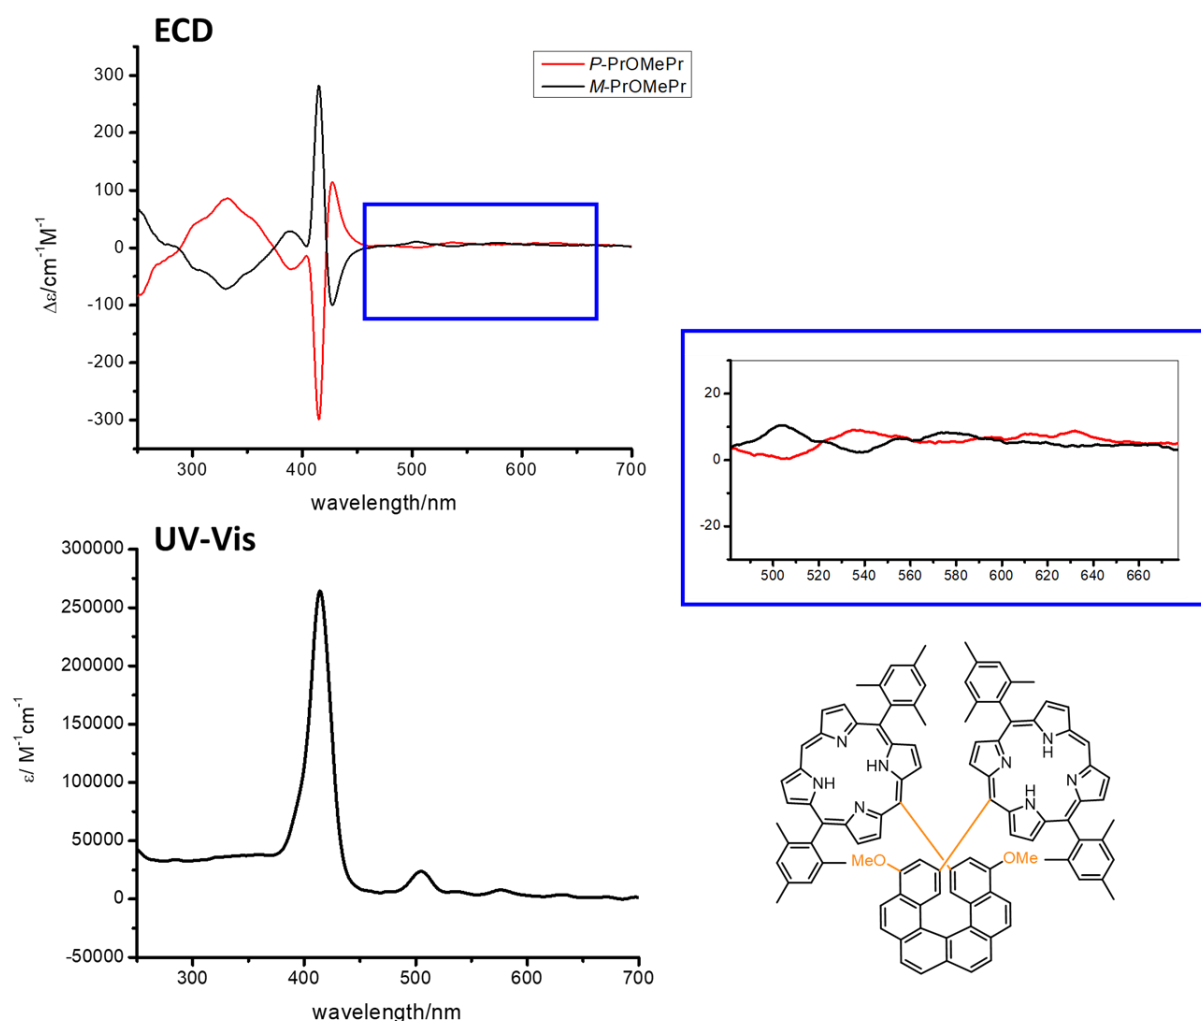 ECD
P-PrOMePr
M-PrOMePr
300
200
100
0
-100
-200
-300
Δε/cm⁻¹M⁻¹
300 400 500 600 700
wavelength/nm
20
0
-20
500 520 540 560 580 600 620 640 660
UV-Vis
300000
250000
200000
150000
100000
50000
0
-50000
ε/ M⁻¹cm⁻¹
200 300 400 500 600 700
wavelength/nm
N
HN
NH
N
N
H
N
N
H
N
MeO
OMe